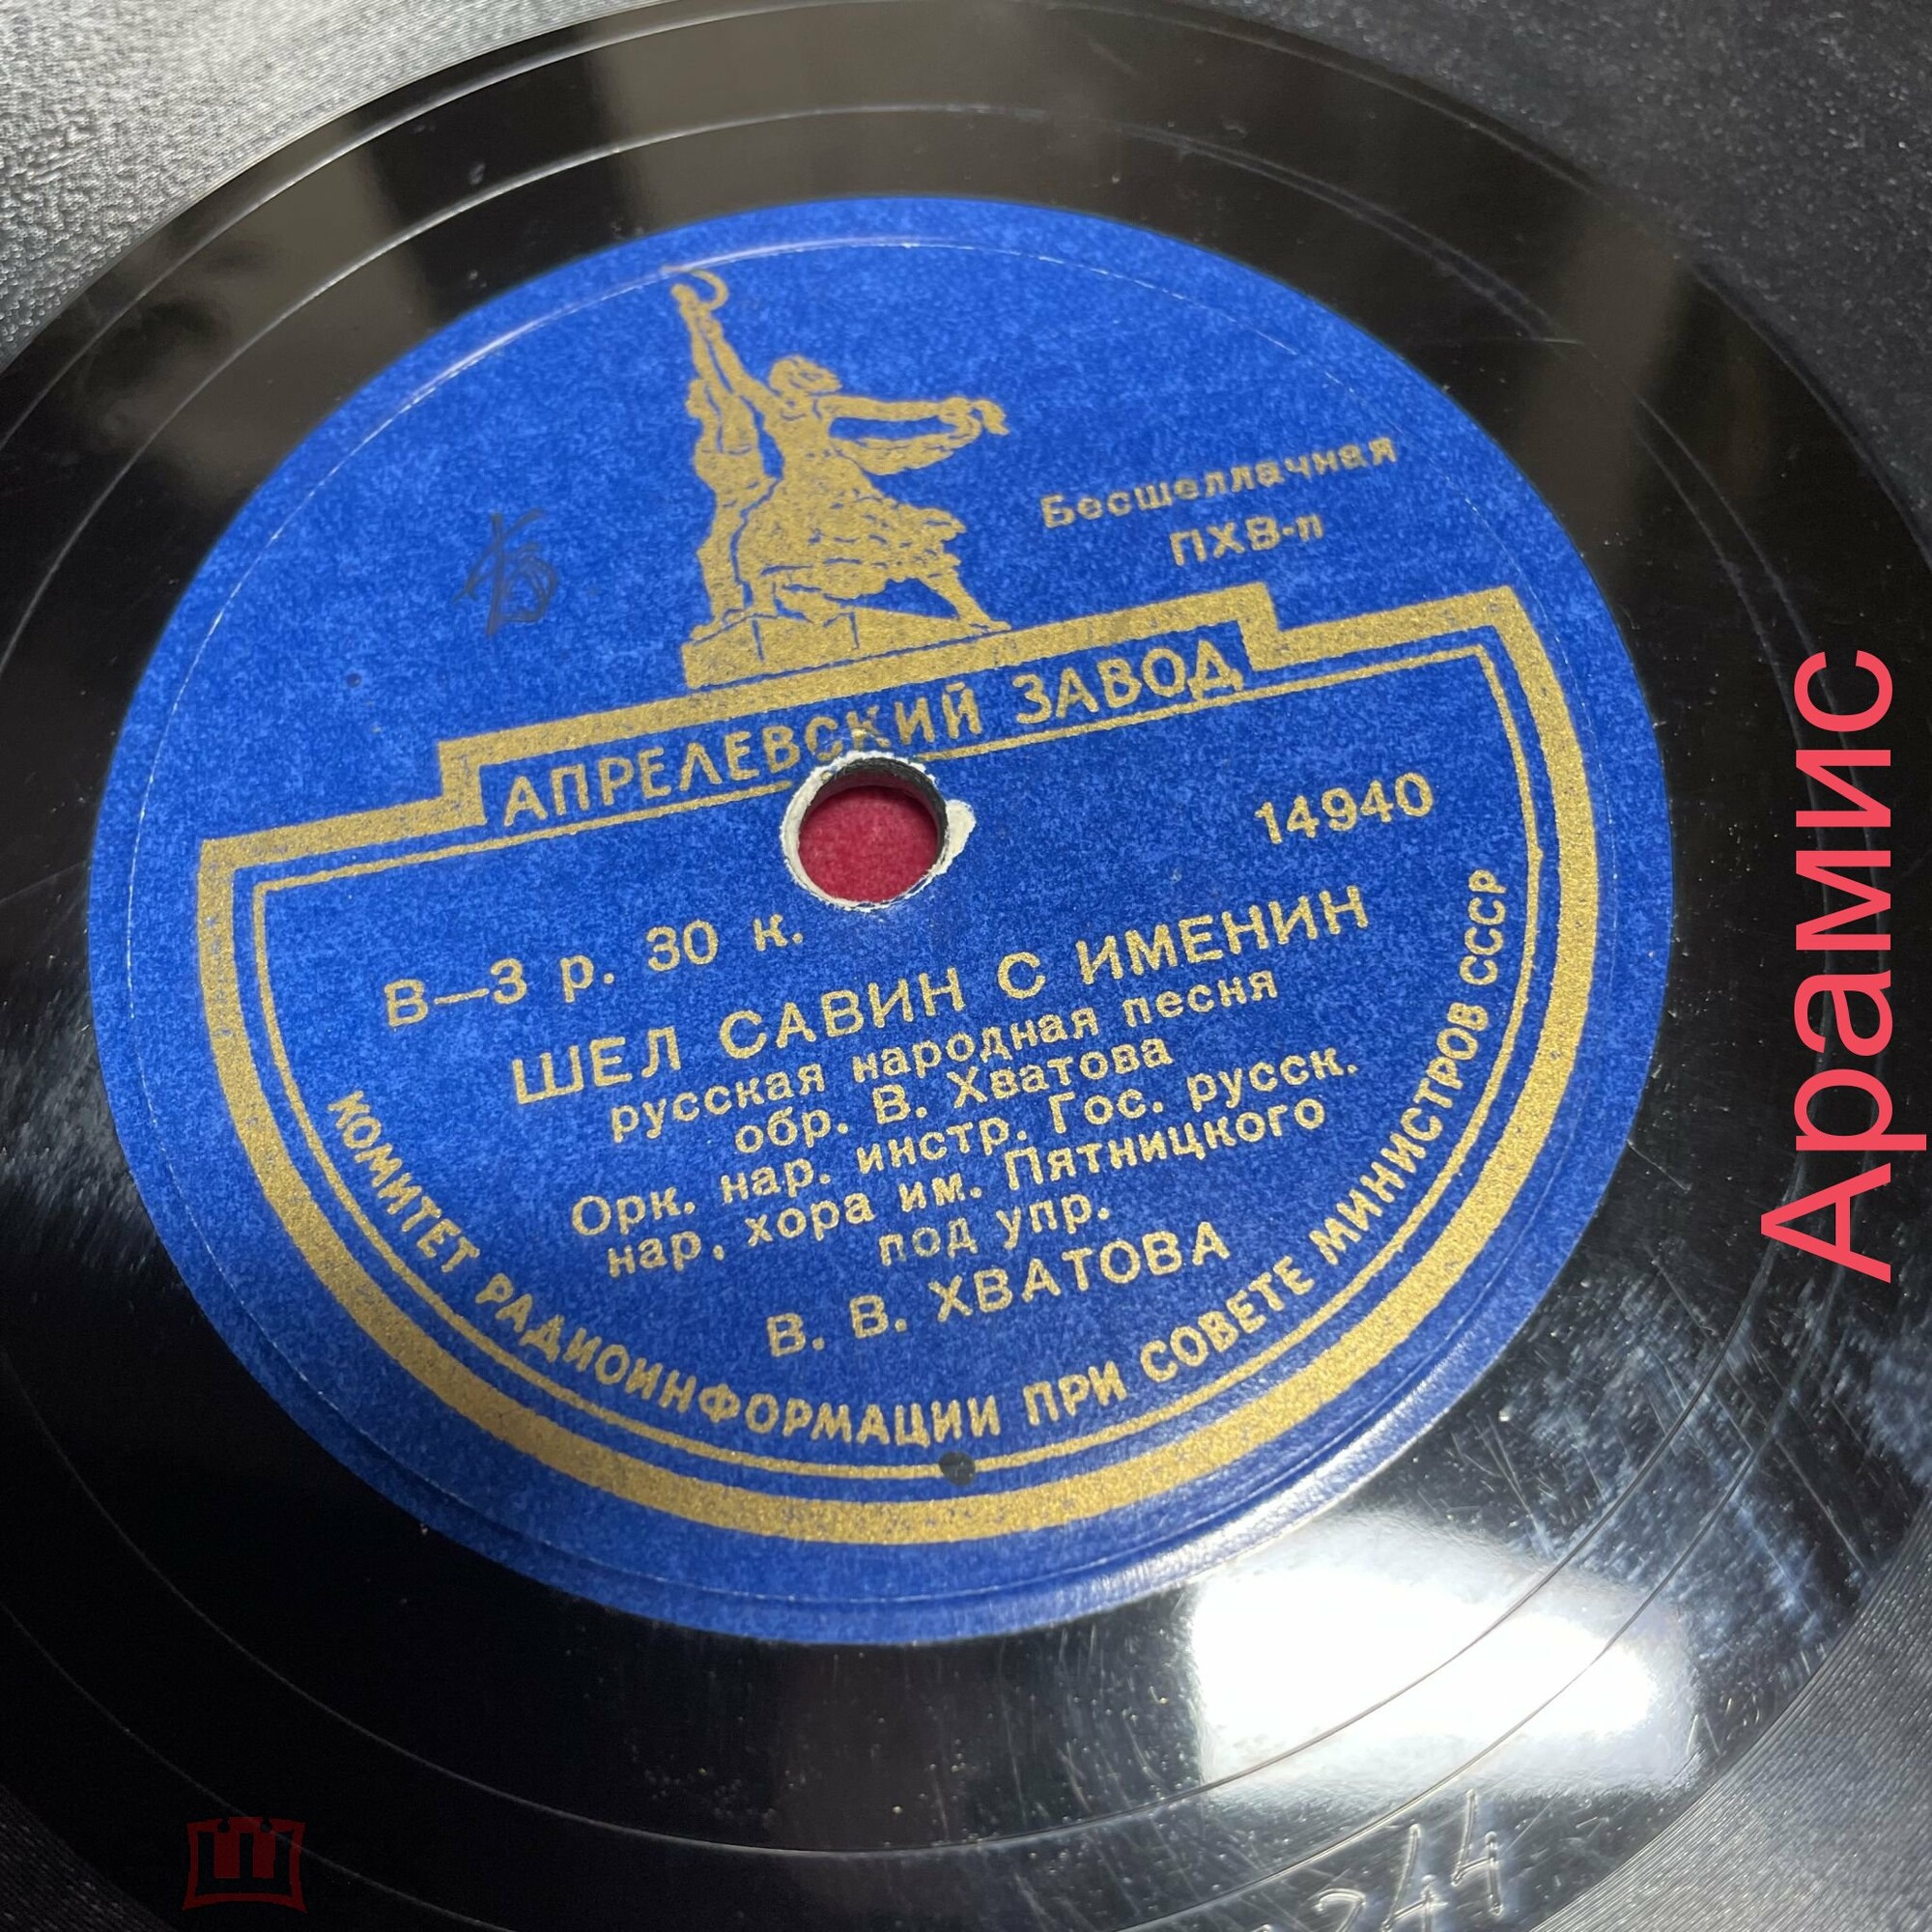 Бесшеллачная
ПХВ-п
АПРЕЛЕВСКИЙ ЗАВОД
14940
В—3 р. 30 к.
ШЕЛ САВИН С ИМЕНИН
русская народная песня
обр. В. Хватова
Орк. нар. инстр. Гос. русск.
нар. хора им. Пятницкого
под упр.
В. В. ХВАТОВА
КОМИТЕТ РАДИОИНФОРМАЦИИ ПРИ СОВЕТЕ МИНИСТРОВ СССР
Арамис